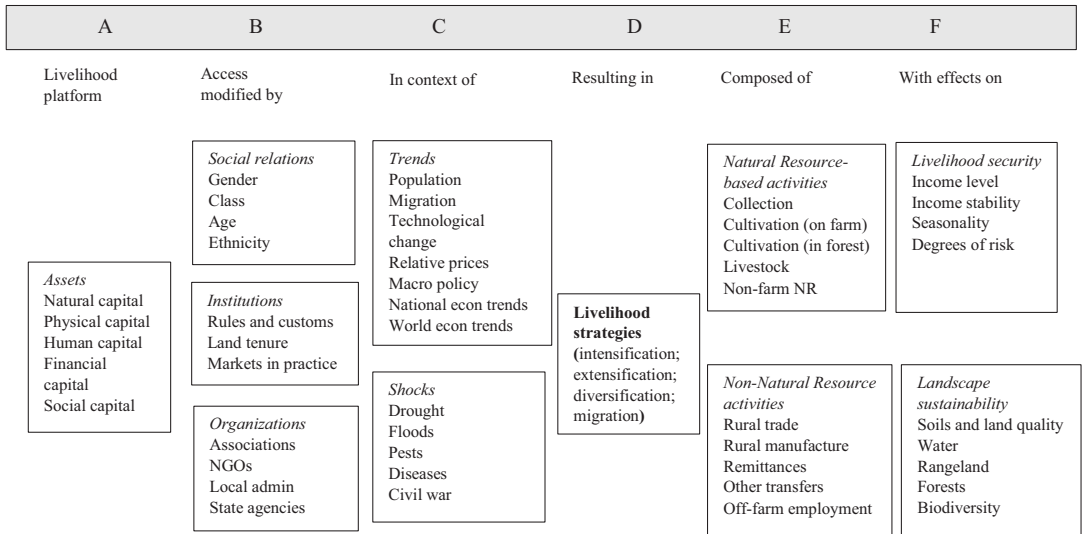 A
B
C
D
E
F
Livelihood
platform
Access
modified by
In context of
Resulting in
Composed of
With effects on
Assets
Natural capital
Physical capital
Human capital
Financial
capital
Social capital
Social relations
Gender
Class
Age
Ethnicity
Institutions
Rules and customs
Land tenure
Markets in practice
Organizations
Associations
NGOs
Local admin
State agencies
Trends
Population
Migration
Technological
change
Relative prices
Macro policy
National econ trends
World econ trends
Shocks
Drought
Floods
Pests
Diseases
Civil war
Livelihood
strategies
(intensification;
extensification;
diversification;
migration)
Natural Resource-
based activities
Collection
Cultivation (on farm)
Cultivation (in forest)
Livestock
Non-farm NR
Non-Natural Resource
activities
Rural trade
Rural manufacture
Remittances
Other transfers
Off-farm employment
Livelihood security
Income level
Income stability
Seasonality
Degrees of risk
Landscape
sustainability
Soils and land quality
Water
Rangeland
Forests
Biodiversity